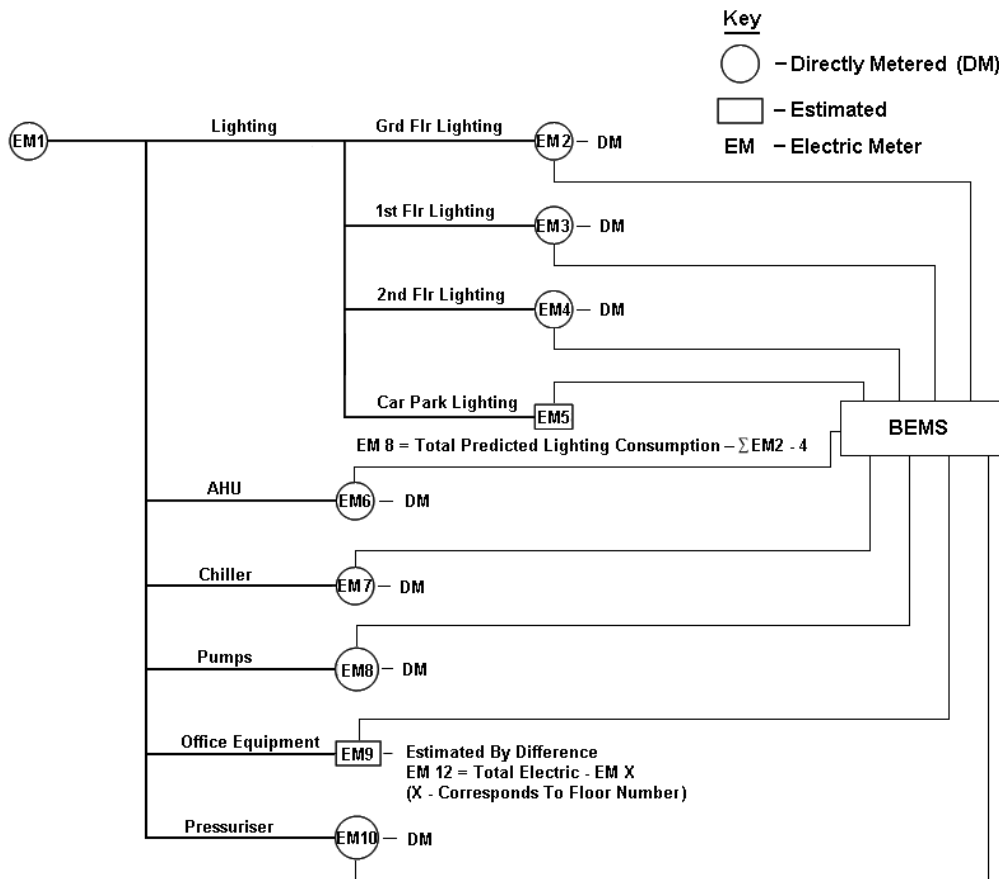 Key
– Directly Metered (DM)
– Estimated
EM – Electric Meter
EM1
Lighting
Grd Flr Lighting
EM2 – DM
1st Flr Lighting
EM3 – DM
2nd Flr Lighting
EM4 – DM
Car Park Lighting
EM5
BEMS
EM 8 = Total Predicted Lighting Consumption – ∑EM2 - 4
AHU
EM6 – DM
Chiller
EM7 – DM
Pumps
EM8 – DM
Office Equipment
EM9 – Estimated By Difference
EM 12 = Total Electric - EM X
(X - Corresponds To Floor Number)
Pressuriser
EM10 – DM